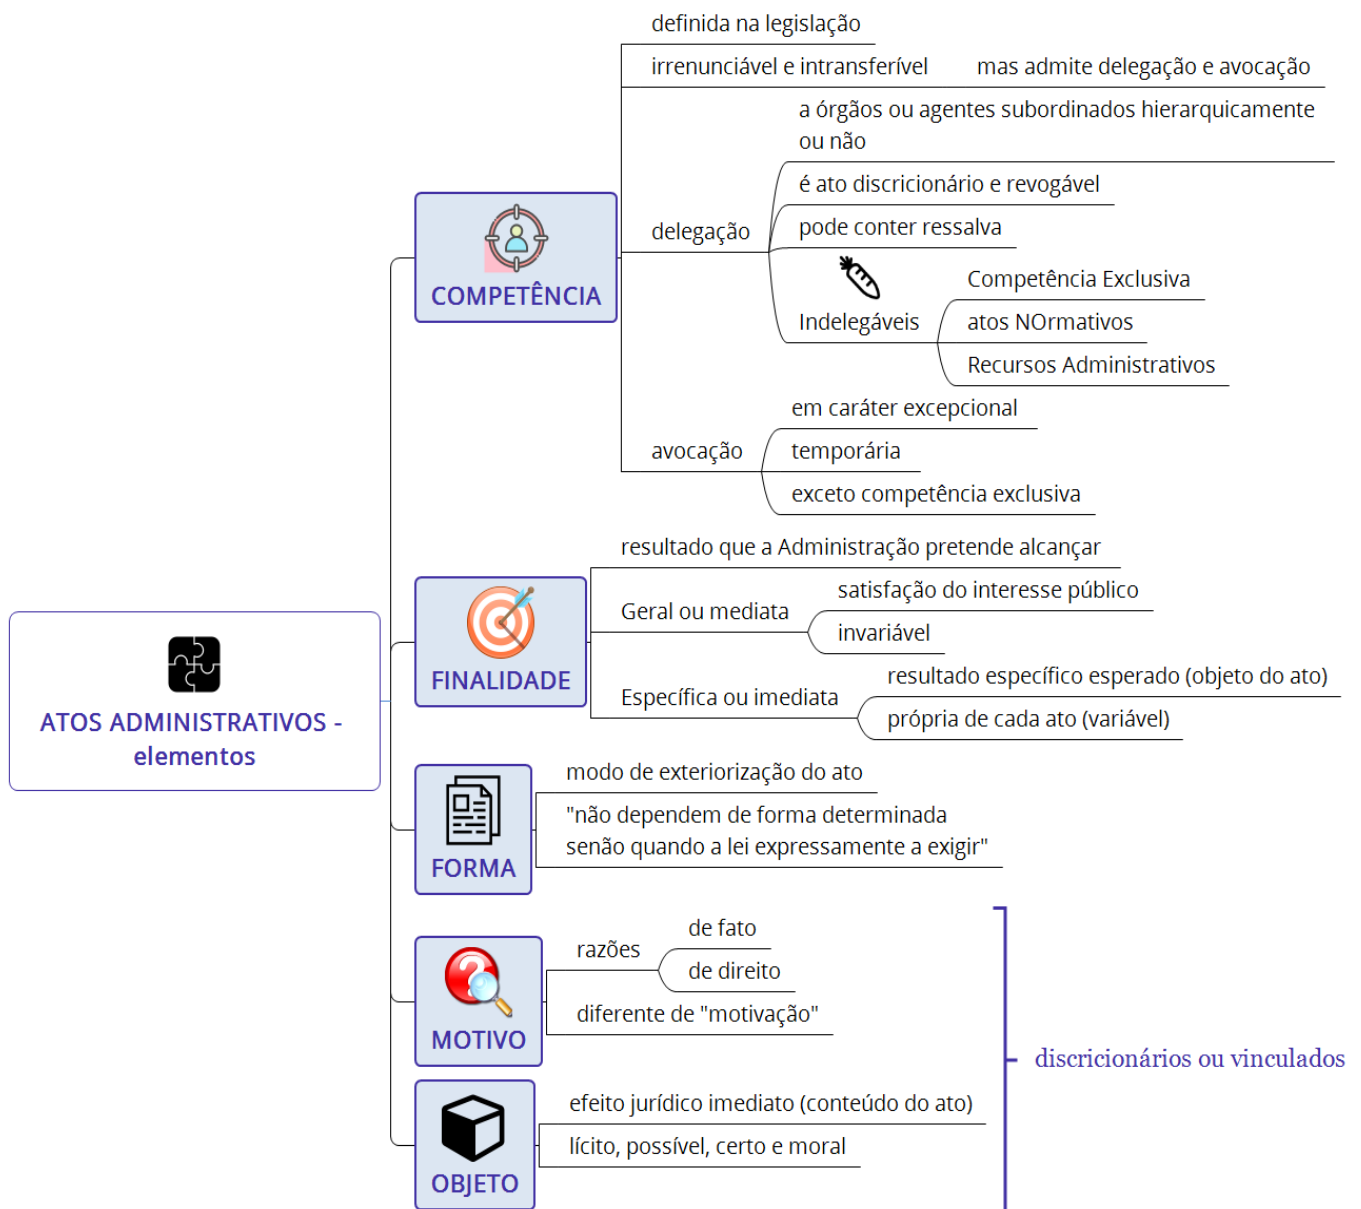 ATOS ADMINISTRATIVOS -
elementos
COMPETÊNCIA
definida na legislação
irrenunciável e intransferível
mas admite delegação e avocação
delegação
a órgãos ou agentes subordinados hierarquicamente
ou não
é ato discricionário e revogável
pode conter ressalva
Indelegáveis
Competência Exclusiva
atos NOrmativos
Recursos Administrativos
avocação
em caráter excepcional
temporária
exceto competência exclusiva
FINALIDADE
resultado que a Administração pretende alcançar
Geral ou mediata
satisfação do interesse público
invariável
Específica ou imediata
resultado específico esperado (objeto do ato)
própria de cada ato (variável)
FORMA
modo de exteriorização do ato
"não dependem de forma determinada
senão quando a lei expressamente a exigir"
MOTIVO
razões
de fato
de direito
diferente de "motivação"
OBJETO
efeito jurídico imediato (conteúdo do ato)
lícito, possível, certo e moral
discricionários ou vinculados